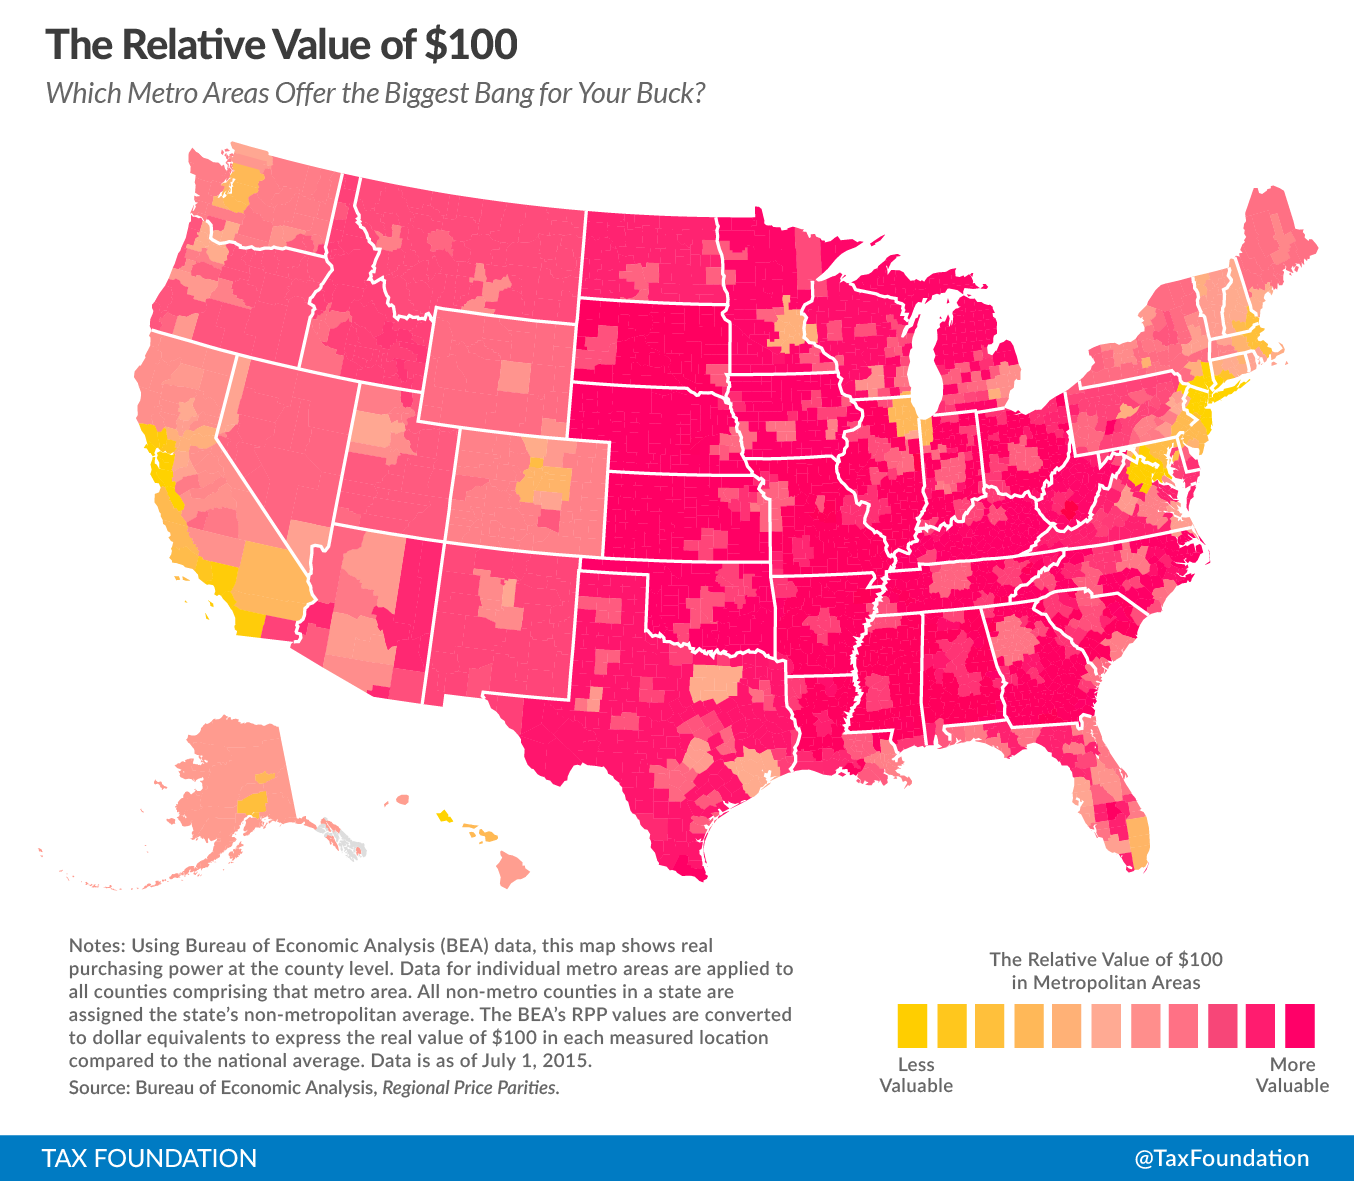 The Relative Value of $100
Which Metro Areas Offer the Biggest Bang for Your Buck?
Notes: Using Bureau of Economic Analysis (BEA) data, this map shows real
purchasing power at the county level. Data for individual metro areas are applied to
all counties comprising that metro area. All non-metro counties in a state are
assigned the state's non-metropolitan average. The BEA's RPP values are converted
to dollar equivalents to express the real value of $100 in each measured location
compared to the national average. Data is as of July 1, 2015.
Source: Bureau of Economic Analysis, Regional Price Parities.
The Relative Value of $100
in Metropolitan Areas
Less
Valuable
More
Valuable
TAX FOUNDATION
@TaxFoundation